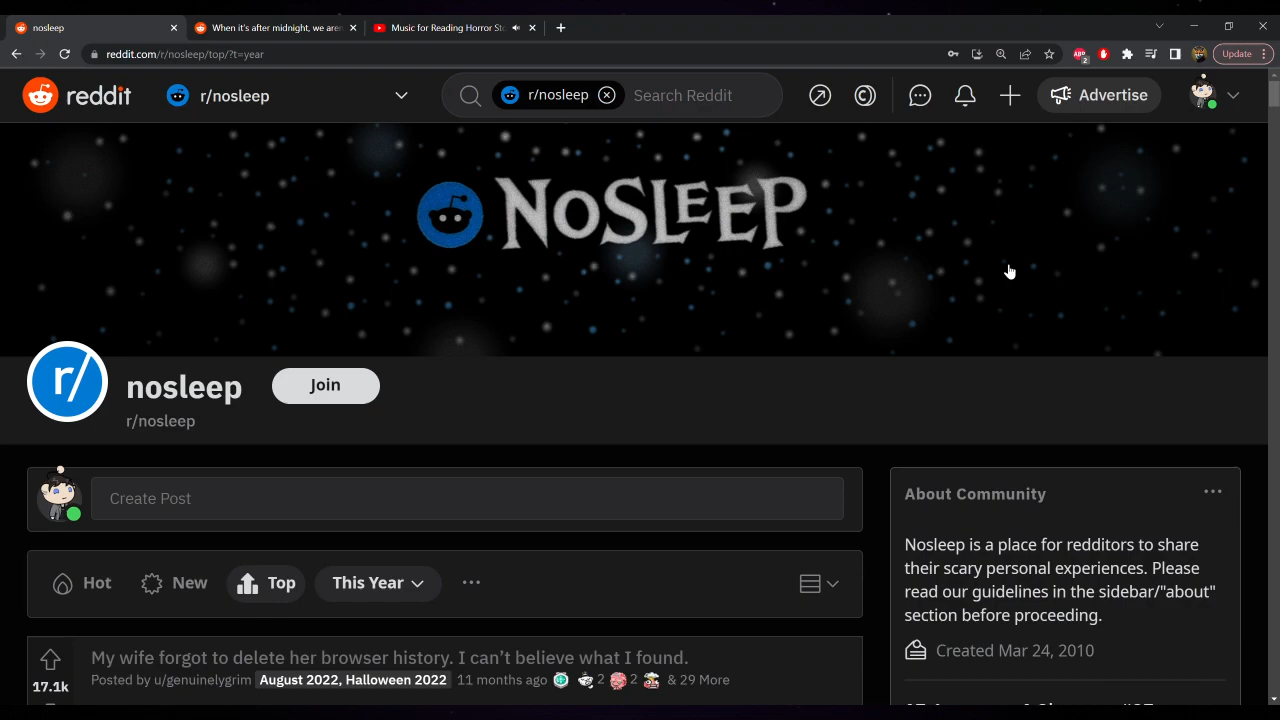 nosleep
When it's after midnight, we aren
Music for Reading Horror Sto
reddit.com/r/nosleep/top/?t=year
ABP
2
Update
reddit
r/nosleep
r/nosleep
Search Reddit
Advertise
NOSLEEP
r/
nosleep
Join
r/nosleep
Create Post
About Community
Nosleep is a place for redditors to share
their scary personal experiences. Please
read our guidelines in the sidebar/"about"
section before proceeding.
Created Mar 24, 2010
Hot
New
Top
This Year
17.1k
My wife forgot to delete her browser history. I can't believe what I found.
Posted by u/genuinelygrim August 2022, Halloween 2022 11 months ago 2 2 & 29 More